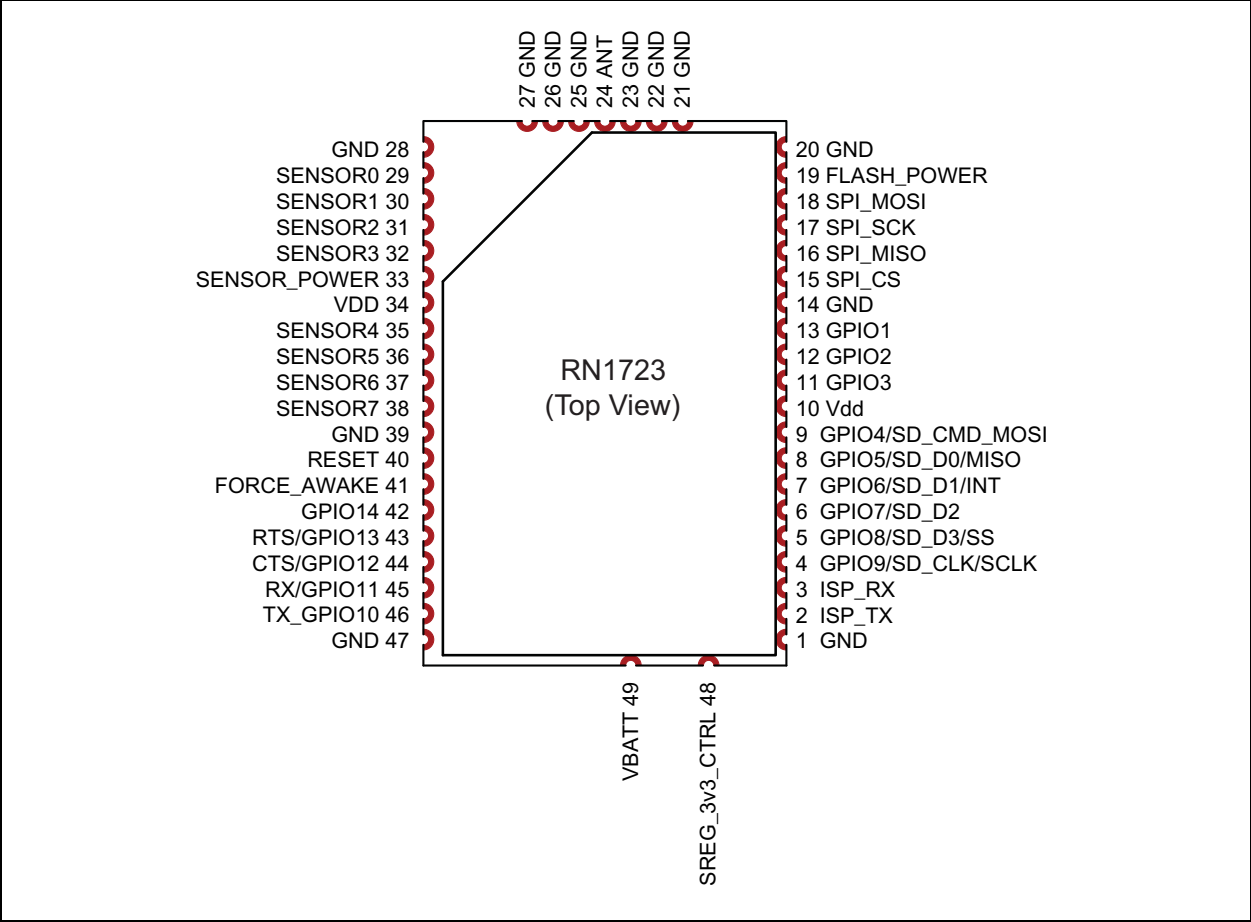 27 GND
26 GND
25 GND
24 ANT
23 GND
22 GND
21 GND
GND 28
SENSOR0 29
SENSOR1 30
SENSOR2 31
SENSOR3 32
SENSOR_POWER 33
VDD 34
SENSOR4 35
SENSOR5 36
SENSOR6 37
SENSOR7 38
GND 39
RESET 40
FORCE_AWAKE 41
GPIO14 42
RTS/GPIO13 43
CTS/GPIO12 44
RX/GPIO11 45
TX_GPIO10 46
GND 47
RN1723
(Top View)
20 GND
19 FLASH_POWER
18 SPI_MOSI
17 SPI_SCK
16 SPI_MISO
15 SPI_CS
14 GND
13 GPIO1
12 GPIO2
11 GPIO3
10 Vdd
9 GPIO4/SD_CMD_MOSI
8 GPIO5/SD_D0/MISO
7 GPIO6/SD_D1/INT
6 GPIO7/SD_D2
5 GPIO8/SD_D3/SS
4 GPIO9/SD_CLK/SCLK
3 ISP_RX
2 ISP_TX
1 GND
VBATT 49
SREG_3v3_CTRL 48